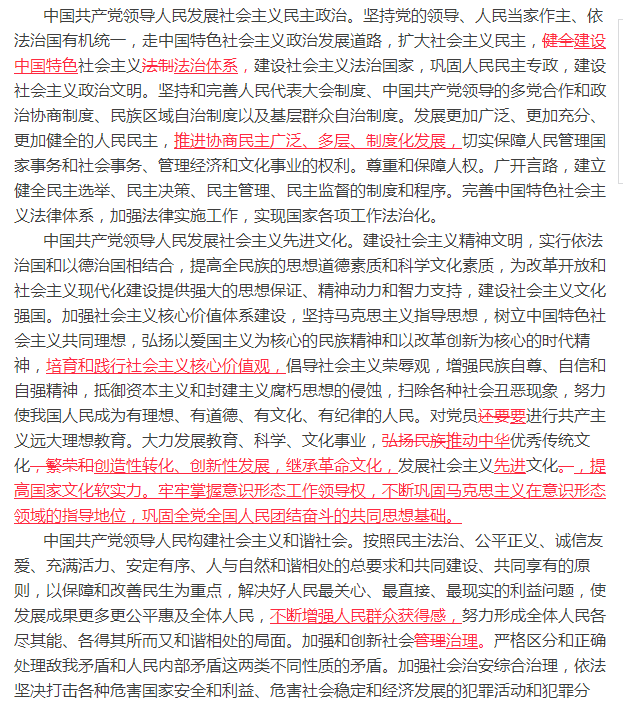 中国共产党领导人民发展社会主义民主政治。坚持党的领导、人民当家作主、依
法治国有机统一，走中国特色社会主义政治发展道路，扩大社会主义民主，健全建设
中国特色社会主义法制法治体系，建设社会主义法治国家，巩固人民民主专政，建设
社会主义政治文明。坚持和完善人民代表大会制度、中国共产党领导的多党合作和政
治协商制度、民族区域自治制度以及基层群众自治制度。发展更加广泛、更加充分、
更加健全的人民民主，推进协商民主广泛、多层、制度化发展，切实保障人民管理国
家事务和社会事务、管理经济和文化事业的权利。尊重和保障人权。广开言路，建立
健全民主选举、民主决策、民主管理、民主监督的制度和程序。完善中国特色社会主
义法律体系，加强法律实施工作，实现国家各项工作法治化。
中国共产党领导人民发展社会主义先进文化。建设社会主义精神文明，实行依法
治国和以德治国相结合，提高全民族的思想道德素质和科学文化素质，为改革开放和
社会主义现代化建设提供强大的思想保证、精神动力和智力支持，建设社会主义文化
强国。加强社会主义核心价值体系建设，坚持马克思主义指导思想，树立中国特色社
会主义共同理想，弘扬以爱国主义为核心的民族精神和以改革创新为核心的时代精
神，培育和践行社会主义核心价值观，倡导社会主义荣辱观，增强民族自尊、自信和
自强精神，抵御资本主义和封建主义腐朽思想的侵蚀，扫除各种社会丑恶现象，努力
使我国人民成为有理想、有道德、有文化、有纪律的人民。对党员还要要进行共产主
义远大理想教育。大力发展教育、科学、文化事业，弘扬民族推动中华优秀传统文
化，繁荣和创造性转化、创新性发展，继承革命文化，发展社会主义先进文化。，提
高国家文化软实力。牢牢掌握意识形态工作领导权，不断巩固马克思主义在意识形态
领域的指导地位，巩固全党全国人民团结奋斗的共同思想基础。
中国共产党领导人民构建社会主义和谐社会。按照民主法治、公平正义、诚信友
爱、充满活力、安定有序、人与自然和谐相处的总要求和共同建设、共同享有的原
则，以保障和改善民生为重点，解决好人民最关心、最直接、最现实的利益问题，使
发展成果更多更公平惠及全体人民，不断增强人民群众获得感，努力形成全体人民各
尽其能、各得其所而又和谐相处的局面。加强和创新社会管理治理。严格区分和正确
处理敌我矛盾和人民内部矛盾这两类不同性质的矛盾。加强社会治安综合治理，依法
坚决打击各种危害国家安全和利益、危害社会稳定和经济发展的犯罪活动和犯罪分